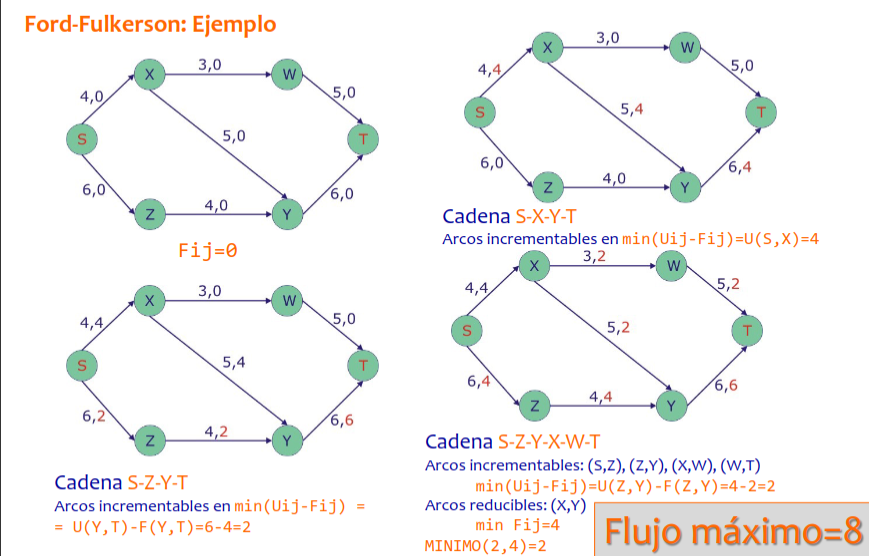 Ford-Fulkerson: Ejemplo
X
3,0
W
4,0
5,0
S
5,0
T
6,0
6,0
Z
4,0
Y
Fij=0
X
3,0
W
4,4
5,0
S
5,4
T
6,0
6,4
Z
4,0
Y
Cadena S-X-Y-T
Arcos incrementables en min(Uij-Fij)=U(S,X)=4
X
3,0
W
4,4
5,0
S
5,4
T
6,2
6,6
Z
4,2
Y
Cadena S-Z-Y-T
Arcos incrementables en min(Uij-Fij) =
= U(Y,T)-F(Y,T)=6-4=2
X
3,2
W
4,4
5,2
S
5,2
T
6,4
6,6
Z
4,4
Y
Cadena S-Z-Y-X-W-T
Arcos incrementables: (S,Z), (Z,Y), (X,W), (W,T)
min(Uij-Fij)=U(Z,Y)-F(Z,Y)=4-2=2
Arcos reducibles: (X,Y)
min Fij=4
MINIMO(2,4)=2
Flujo máximo=8